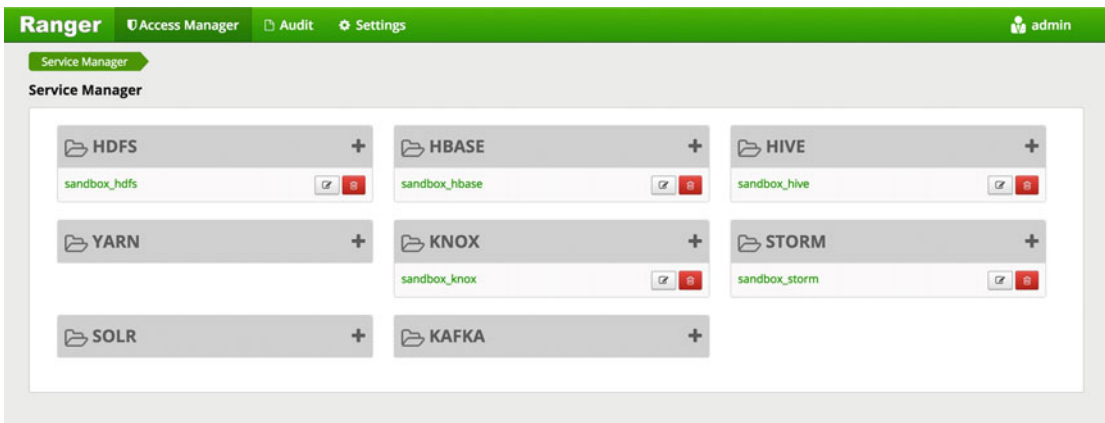 Ranger Access Manager Audit Settings admin
Service Manager
Service Manager
HDFS HBASE HIVE
sandbox_hdfs sandbox_hbase sandbox_hive
YARN KNOX STORM
sandbox_knox sandbox_storm
SOLR KAFKA